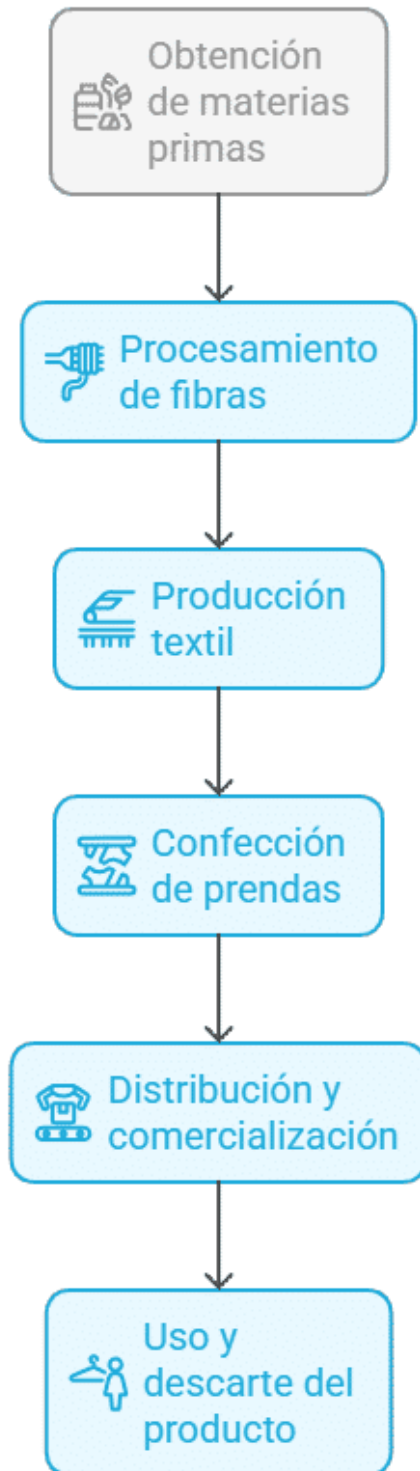 Obtención
de materias
primas
Procesamiento
de fibras
Producción
textil
Confección
de prendas
Distribución y
comercialización
Uso y
descarte del
producto